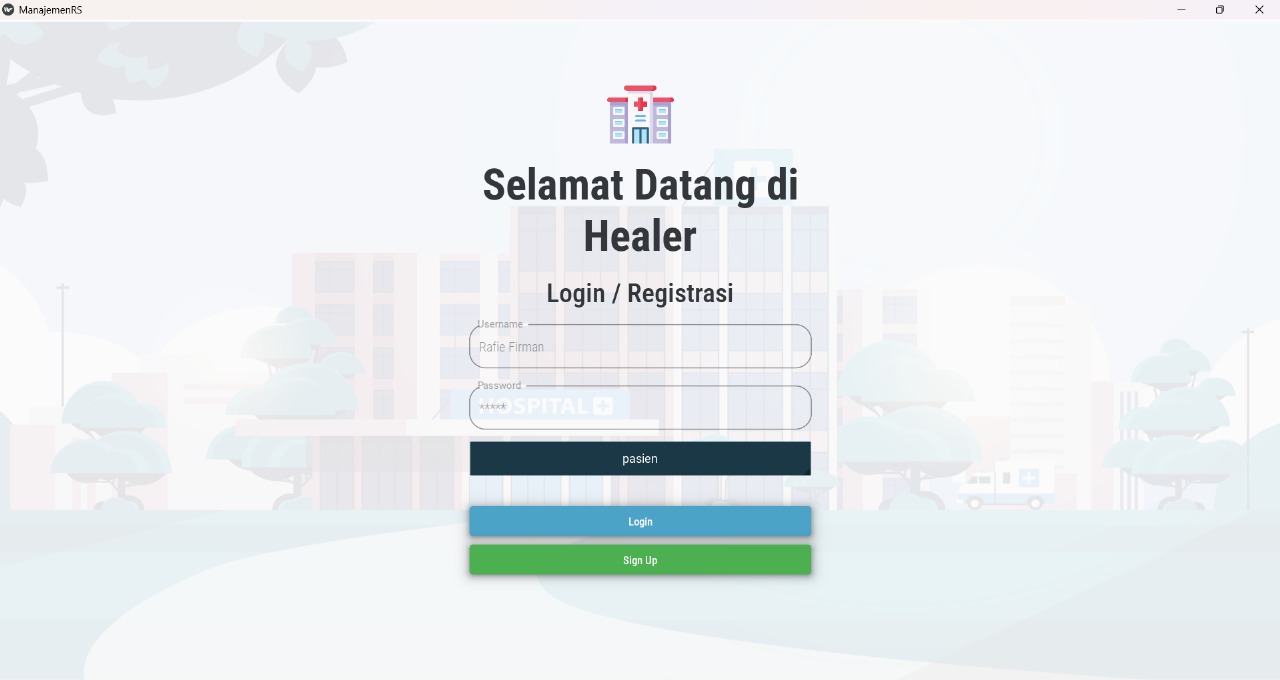 ManajemenRS
Selamat Datang di
Healer
Login / Registrasi
Username
Rafie Firman
Password
*****
HOSPITAL
pasien
Login
Sign Up